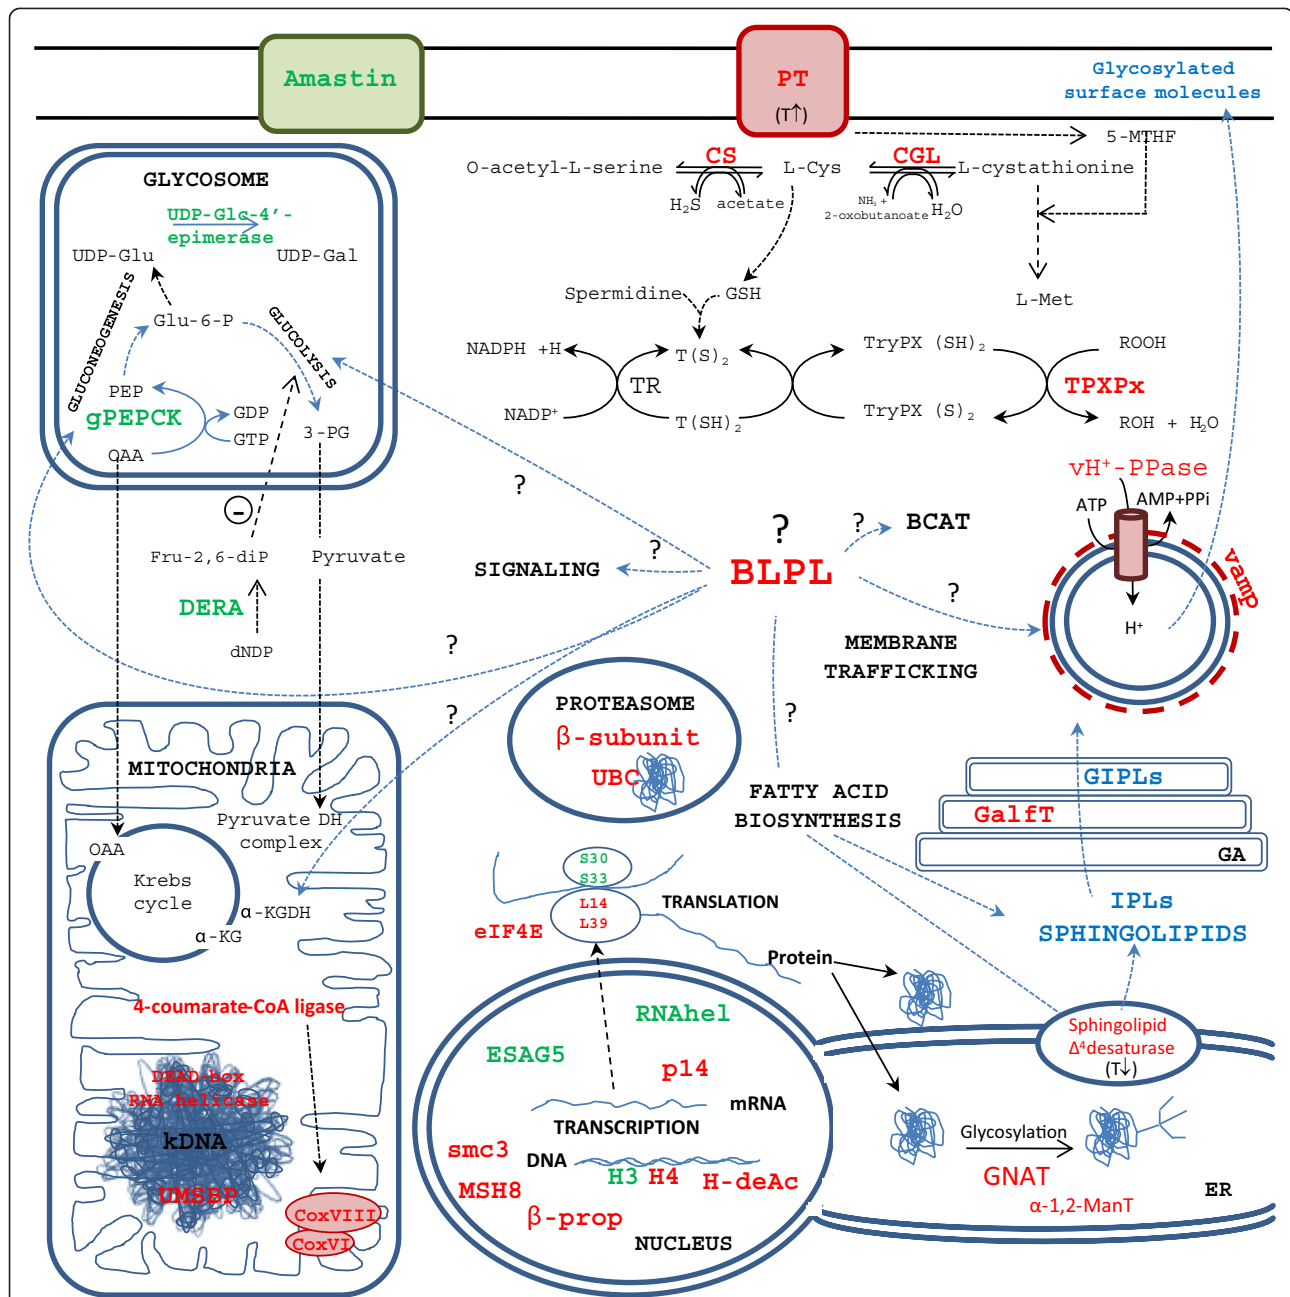 Amastin
PT
(T↑)
Glycosylated
surface molecules
5-MTHF
O-acetyl-L-serine
CS
L-Cys
CGL
L-cystathionine
H₂S
acetate
NH₃ +
2-oxobutanoate
H₂O
L-Met
Spermidine
GSH
GLYCOSOME
UDP-Glc-4’-
epimerase
UDP-Glu
UDP-Gal
GLUCONEOGENESIS
Glu-6-P
GLUCOLYSIS
PEP
gPEPCK
GDP
GTP
OAA
3-PG
NADPH +H
T(S)₂
TryPX (SH)₂
ROOH
TR
TPXPx
NADP⁺
T(SH)₂
TryPX (S)₂
ROH + H₂O
vH⁺-PPase
ATP
AMP+PPi
vamp
H⁺
-
Fru-2,6-diP
Pyruvate
DERA
dNDP
?
?
BLPL
?
BCAT
?
SIGNALING
?
MEMBRANE
TRAFFICKING
?
?
?
PROTEASOME
β-subunit
UBC
FATTY ACID
BIOSYNTHESIS
GIPLs
GalfT
GA
IPLs
SPHINGOLIPIDS
MITOCHONDRIA
Pyruvate DH
complex
OAA
Krebs
cycle
α-KGDH
α-KG
4-coumarate-CoA ligase
DEAD-box
RNA helicase
kDNA
UMSBP
CoxVIII
CoxVI
S30
S33
L14
L39
eIF4E
TRANSLATION
Protein
RNAhel
ESAG5
p14
mRNA
TRANSCRIPTION
smc3
DNA
H3
H4
H-deAc
MSH8
β-prop
NUCLEUS
Sphingolipid
Δ⁴desaturase
(T↓)
Glycosylation
GNAT
α-1,2-ManT
ER